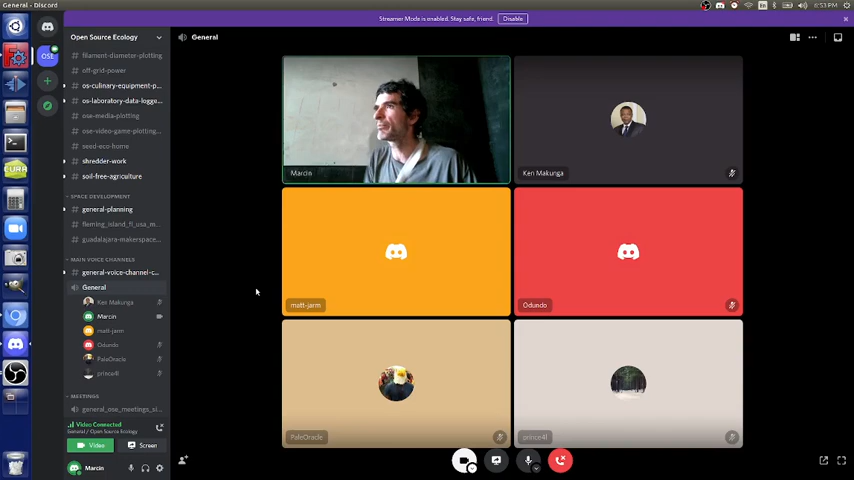 General - Discord
En
8:53 PM
Streamer Mode is enabled. Stay safe, friend.
Disable
Open Source Ecology
General
OSE
filament-diameter-plotting
off-grid-power
os-culinary-equipment-p...
os-laboratory-data-logge...
ose-media-plotting
ose-video-game-plotting...
seed-eco-home
shredder-work
soil-free-agriculture
SPACE DEVELOPMENT
general-planning
fleming_island_fl_usa_m...
guadalajara-makerspace...
MAIN VOICE CHANNELS
general-voice-channel-c...
General
Ken Makunga
Marcin
matt-jarm
Odundo
PaleOracle
prince4l
MEETINGS
general_ose_meetings_si...
Video Connected
General / Open Source Ecology
Video
Screen
Marcin
Marcin
Ken Makunga
matt-jarm
Odundo
PaleOracle
prince4l
CURA